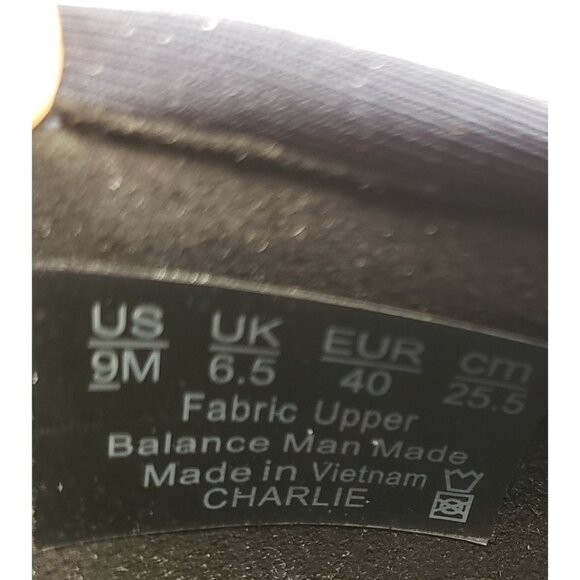 US UK EUR cm
9M 6.5 40 25.5
Fabric Upper
Balance Man Made
Made in Vietnam
CHARLIE